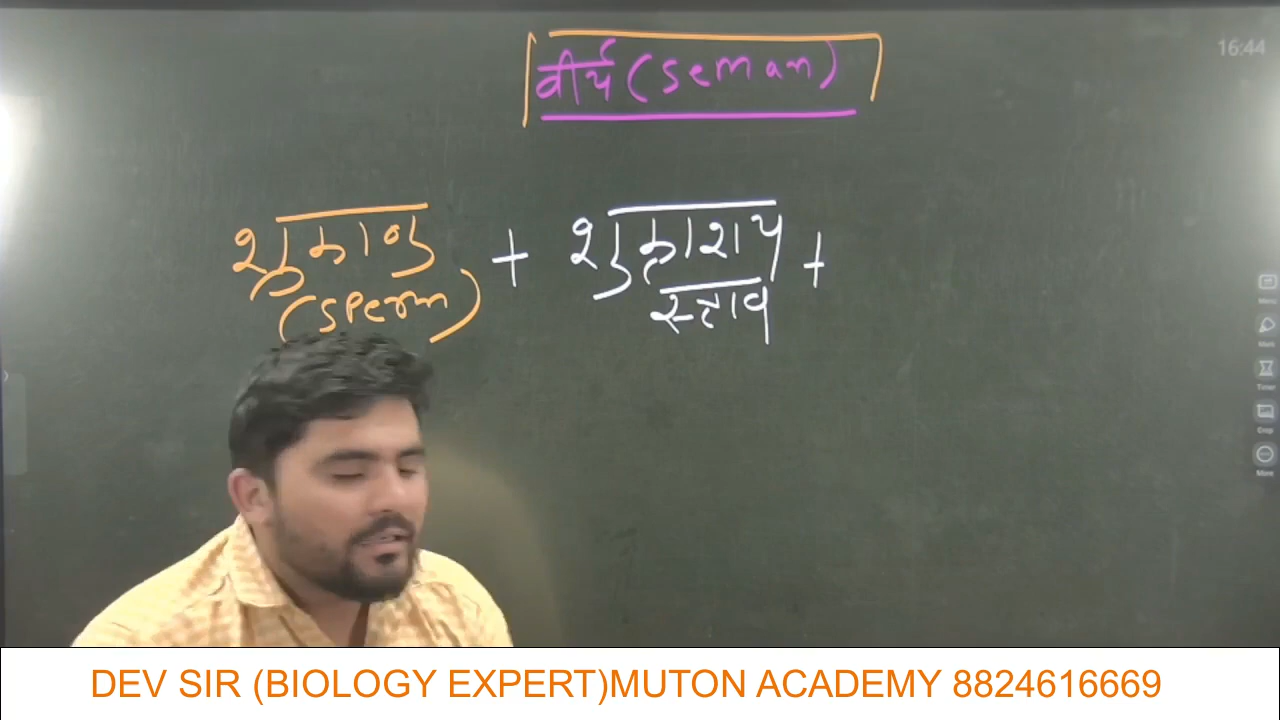 वीर्य (seman)
16:44
शुक्राणु + शुक्राशय +
(sperm) स्त्राव
DEV SIR (BIOLOGY EXPERT)MUTON ACADEMY 8824616669